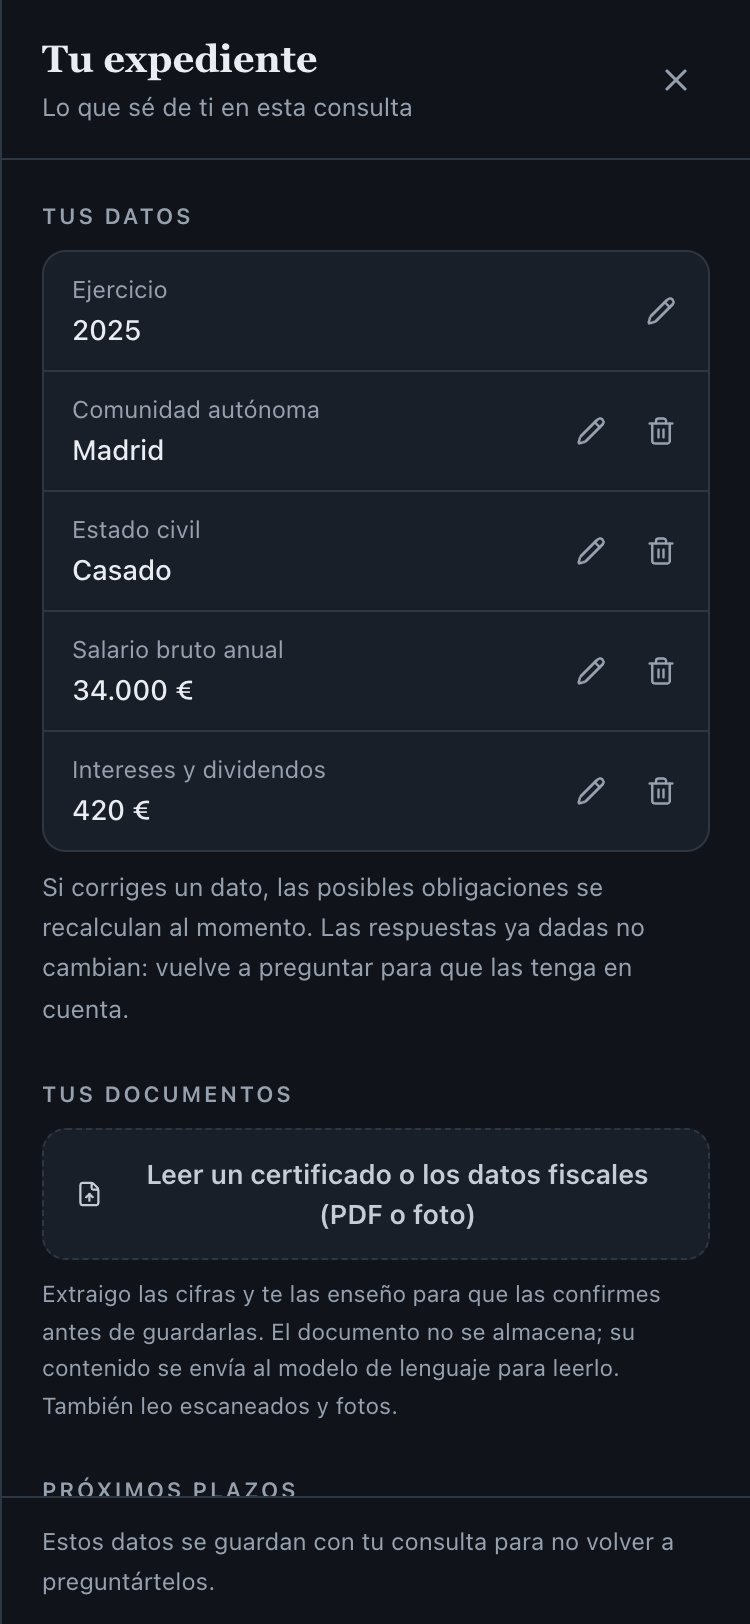 Tu expediente
Lo que sé de ti en esta consulta
TUS DATOS
Ejercicio
2025
Comunidad autónoma
Madrid
Estado civil
Casado
Salario bruto anual
34.000 €
Intereses y dividendos
420 €
Si corriges un dato, las posibles obligaciones se
recalculan al momento. Las respuestas ya dadas no
cambian: vuelve a preguntar para que las tenga en
cuenta.
TUS DOCUMENTOS
Leer un certificado o los datos fiscales
(PDF o foto)
Extraigo las cifras y te las enseño para que las confirmes
antes de guardarlas. El documento no se almacena; su
contenido se envía al modelo de lenguaje para leerlo.
También leo escaneados y fotos.
PRÓXIMOS PLAZOS
Estos datos se guardan con tu consulta para no volver a
preguntártelos.